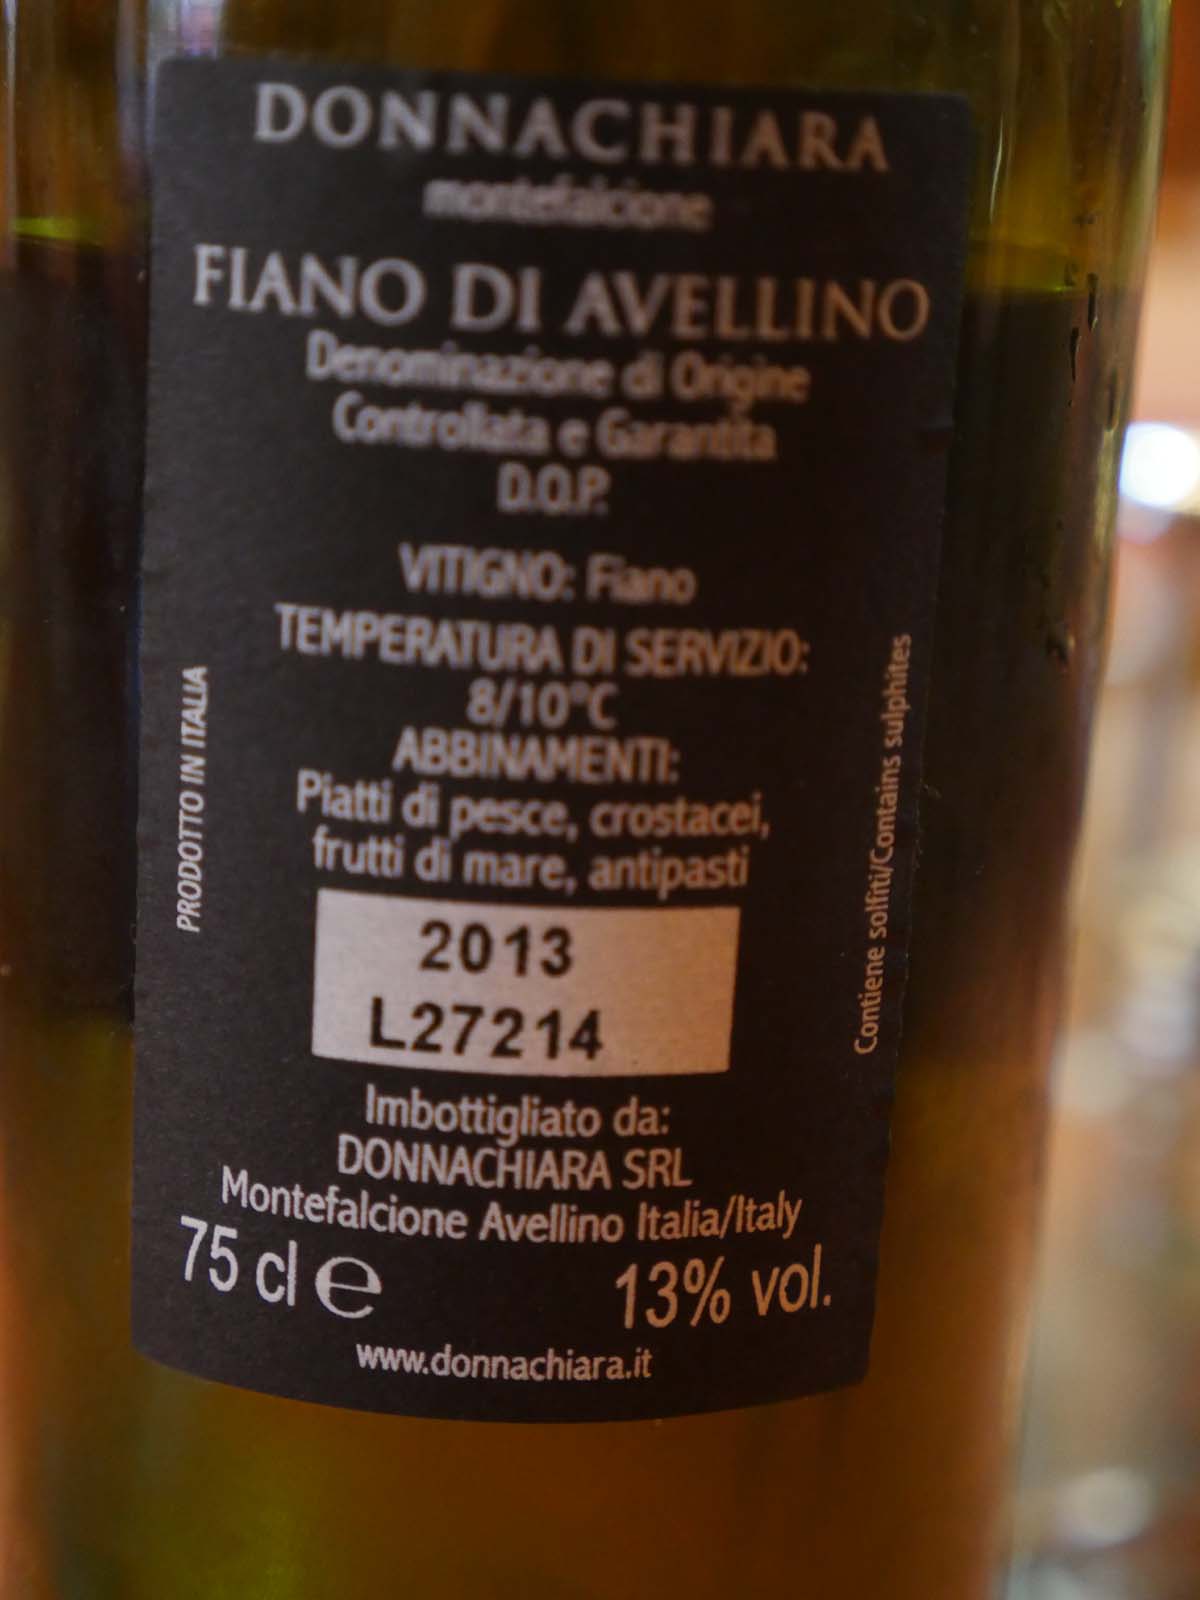 DONNACHIARA
montefalcione
FIANO DI AVELLINO
Denominazione di Origine
Controllata e Garantita
D.O.P.
VITIGNO: Fiano
TEMPERATURA DI SERVIZIO:
8/10°C
ABBINAMENTI:
Piatti di pesce, crostacei,
frutti di mare, antipasti
2013
L27214
Imbottigliato da:
DONNACHIARA SRL
Montefalcione Avellino Italia/Italy
75 cl e 13% vol.
www.donnachiara.it
PRODOTTO IN ITALIA
Contiene solfiti/Contains sulphites